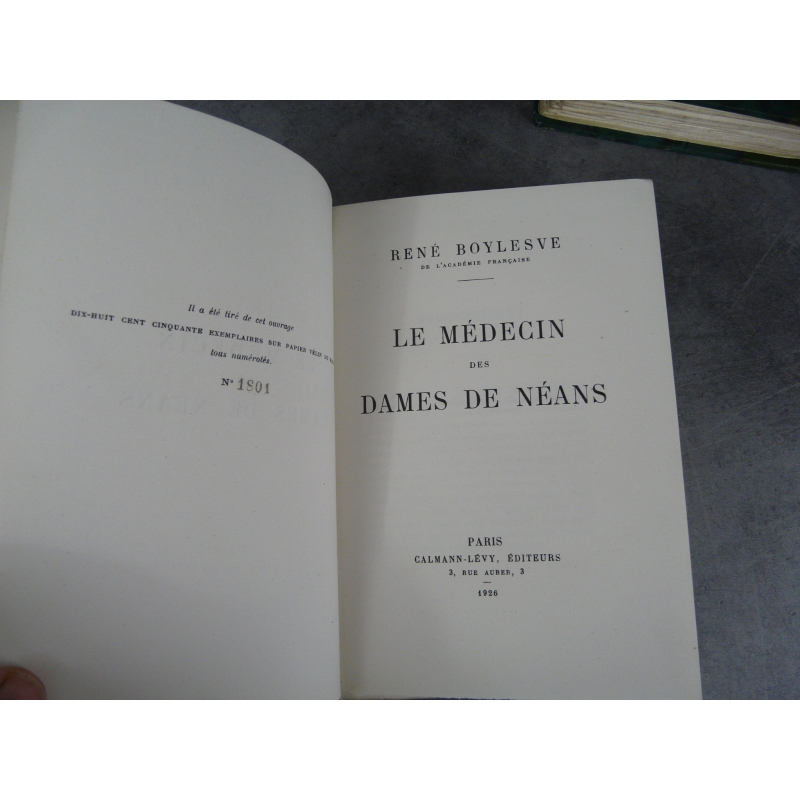 Il a été tiré de cet ouvrage
DIX-HUIT CENT CINQUANTE EXEMPLAIRES SUR PAPIER VÉLIN
tous numérotés.
N° 1801
RENÉ BOYLESVE
DE L'ACADÉMIE FRANÇAISE
LE MÉDECIN
DES
DAMES DE NÉANS
PARIS
CALMANN-LÉVY, ÉDITEURS
3, RUE AUBER, 3
1926